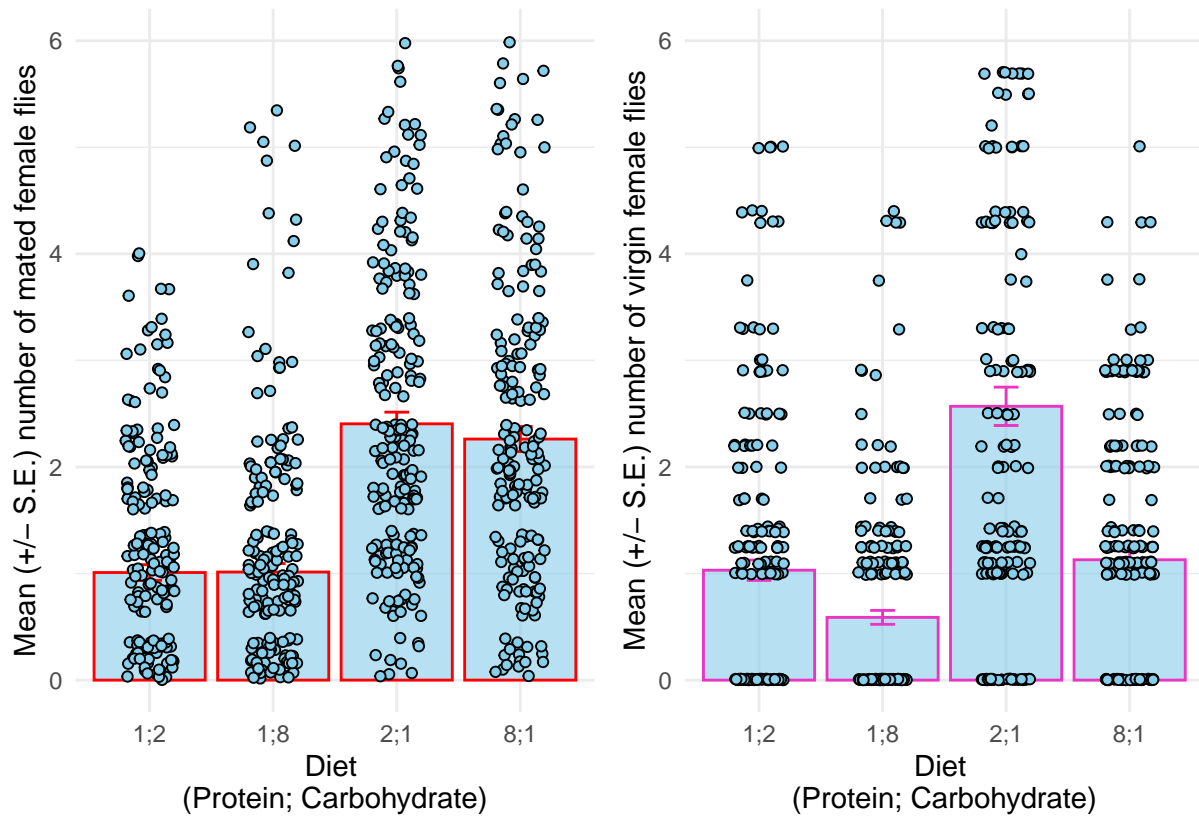 Mean (+/− S.E.) number of mated female flies
6
4
2
0
1;2 1;8 2;1 8;1
Diet
(Protein; Carbohydrate)
Mean (+/− S.E.) number of virgin female flies
6
4
2
0
1;2 1;8 2;1 8;1
Diet
(Protein; Carbohydrate)